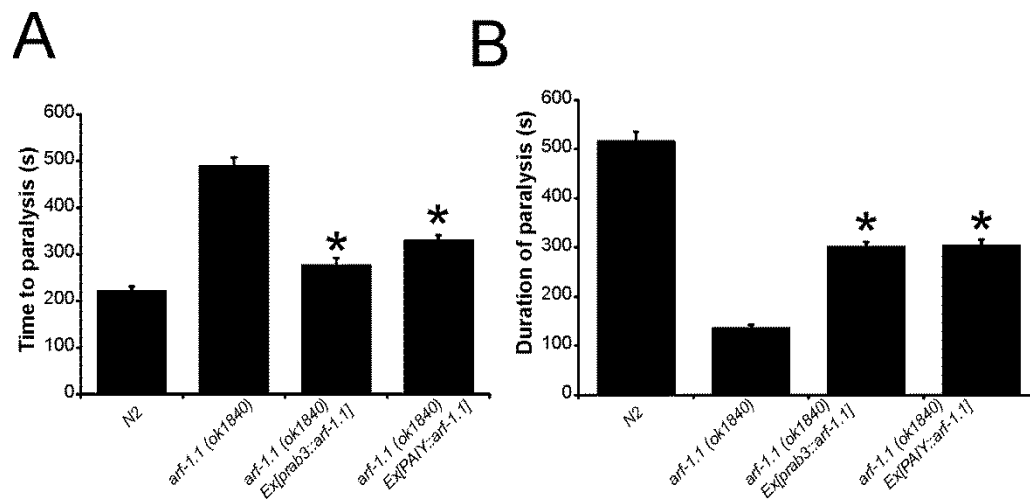 A
B
Time to paralysis (s)
600
500
400
300
200
100
0
*
*
N2
arf-1.1 (ok1840)
arf-1.1 (ok1840)
Ex[prab3::arf-1.1]
arf-1.1 (ok1840)
Ex[PAIY::arf-1.1]
Duration of paralysis (s)
600
500
400
300
200
100
0
*
*
N2
arf-1.1 (ok1840)
arf-1.1 (ok1840)
Ex[prab3::arf-1.1]
arf-1.1 (ok1840)
Ex[PAIY::arf-1.1]